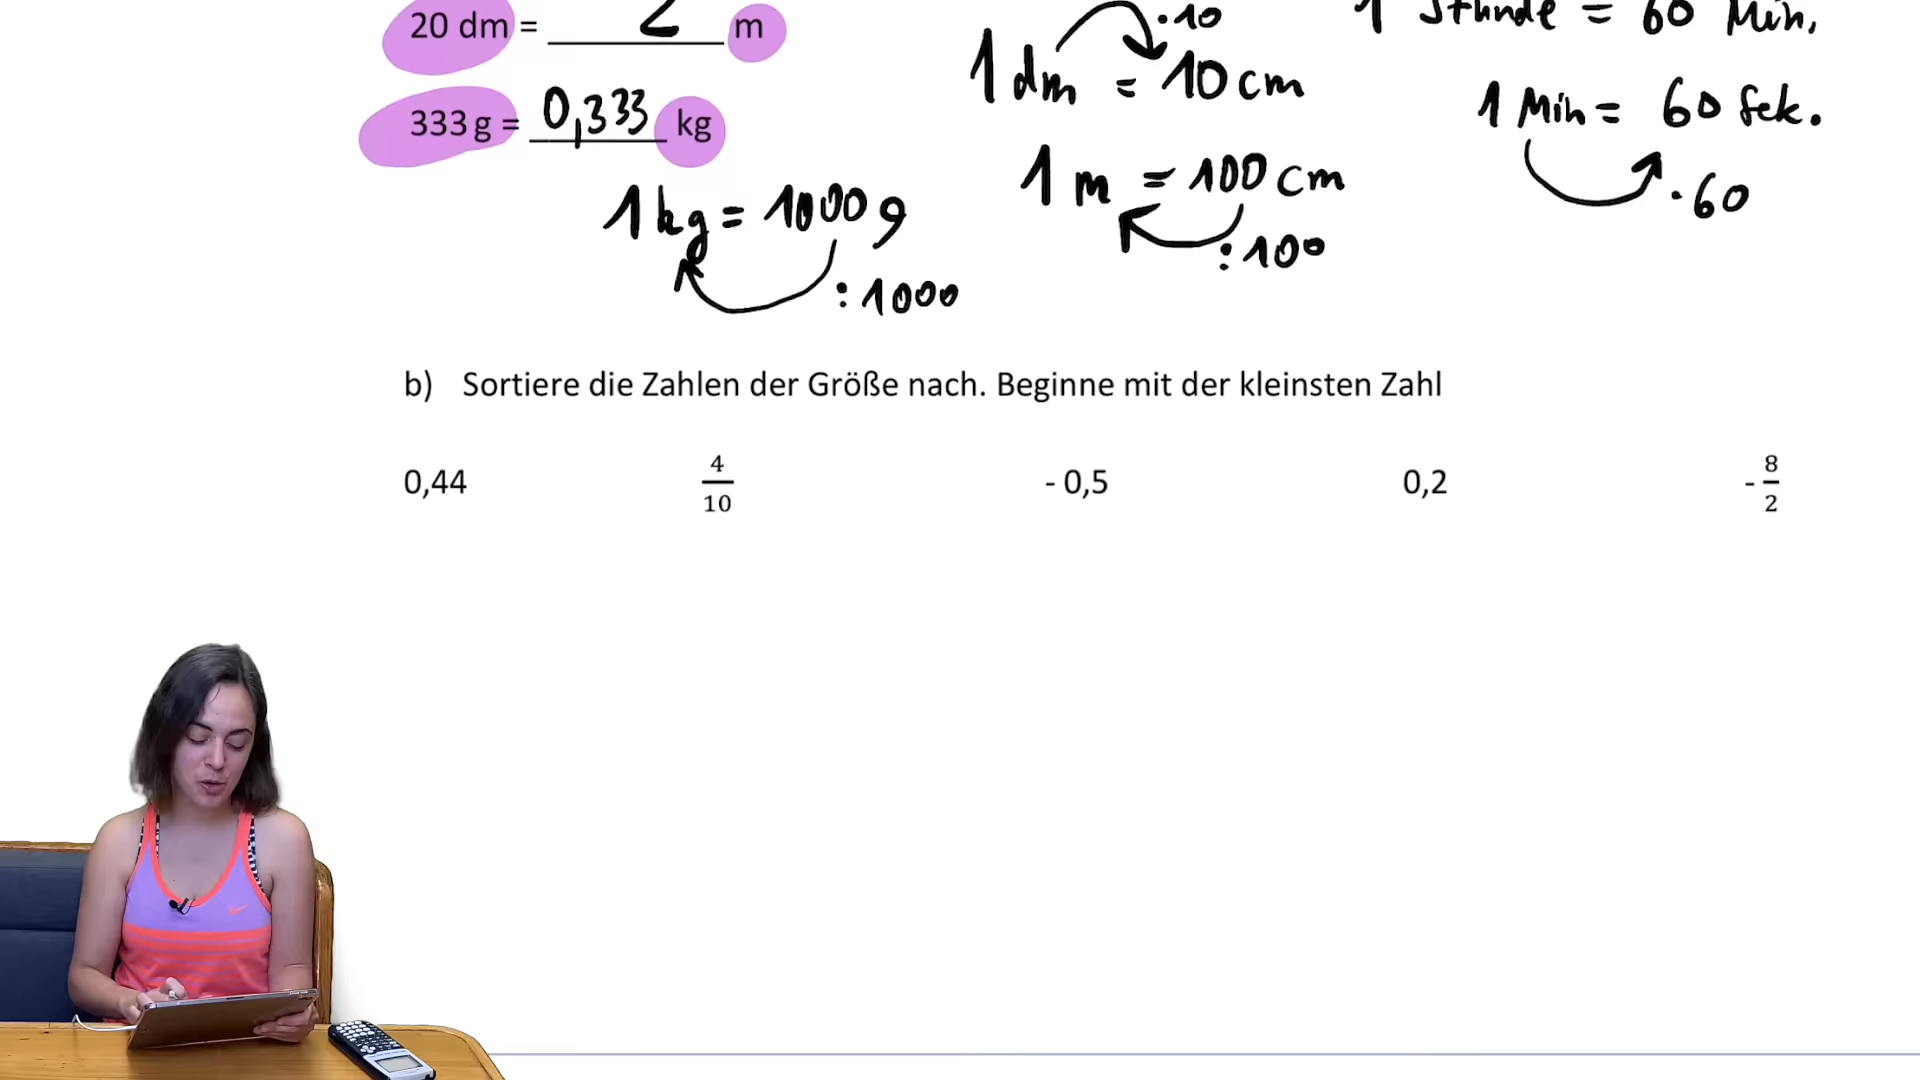 20 dm = 2 m
333 g = 0,333 kg
1 kg = 1000 g
: 1000
· 10
1 dm = 10 cm
1 m = 100 cm
: 100
1 Stunde = 60 Min.
1 Min = 60 Sek.
· 60
b) Sortiere die Zahlen der Größe nach. Beginne mit der kleinsten Zahl
0,44 4/10 - 0,5 0,2 - 8/2